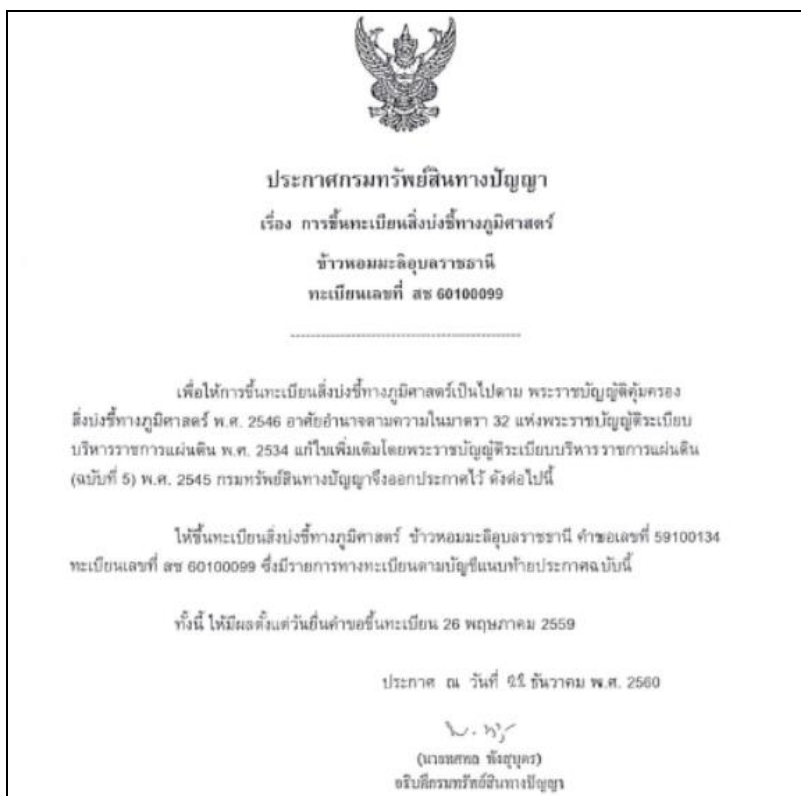 ประกาศกรมทรัพย์สินทางปัญญา
เรื่อง การขึ้นทะเบียนสิ่งบ่งชี้ทางภูมิศาสตร์
ข้าวหอมมะลิอุบลราชธานี
ทะเบียนเลขที่ สช 60100099
เพื่อให้การขึ้นทะเบียนสิ่งบ่งชี้ทางภูมิศาสตร์เป็นไปตาม พระราชบัญญัติคุ้มครอง
สิ่งบ่งชี้ทางภูมิศาสตร์ พ.ศ. 2546 อาศัยอำนาจตามความในมาตรา 32 แห่งพระราชบัญญัติระเบียบ
บริหารราชการแผ่นดิน พ.ศ. 2534 แก้ไขเพิ่มเติมโดยพระราชบัญญัติระเบียบบริหารราชการแผ่นดิน
(ฉบับที่ 5) พ.ศ. 2545 กรมทรัพย์สินทางปัญญาจึงออกประกาศไว้ ดังต่อไปนี้
ให้ขึ้นทะเบียนสิ่งบ่งชี้ทางภูมิศาสตร์ ข้าวหอมมะลิอุบลราชธานี คำขอเลขที่ 59100134
ทะเบียนเลขที่ สช 60100099 ซึ่งมีรายการทางทะเบียนตามบัญชีแนบท้ายประกาศฉบับนี้
ทั้งนี้ ให้มีผลตั้งแต่วันยื่นคำขอขึ้นทะเบียน 26 พฤษภาคม 2559
ประกาศ ณ วันที่ ธันวาคม พ.ศ. 2560
(นายทศพล ทังสุบุตร)
อธิบดีกรมทรัพย์สินทางปัญญา